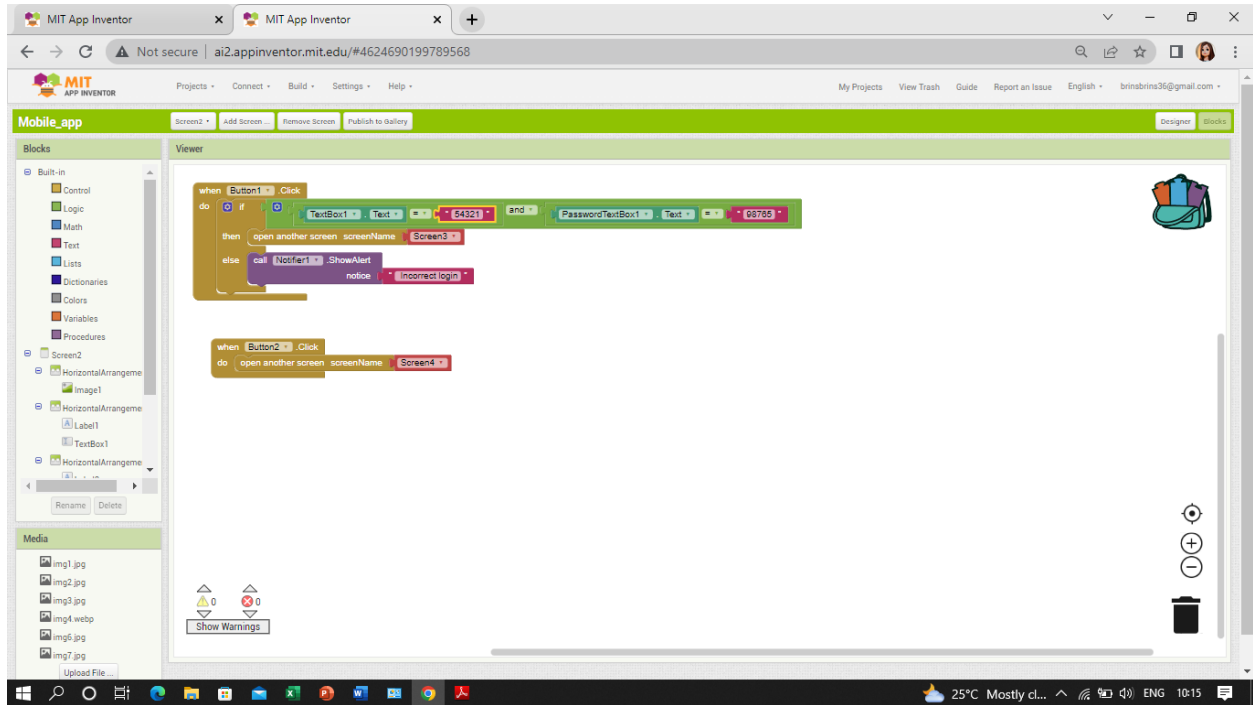 MIT App Inventor
MIT App Inventor
Not secure | ai2.appinventor.mit.edu/#4624690199789568
MIT
APP INVENTOR
Projects Connect Build Settings Help
My Projects View Trash Guide Report an Issue English brinsbrins36@gmail.com
Mobile_app
Screen2 Add Screen ... Remove Screen Publish to Gallery
Designer Blocks
Blocks
Viewer
Built-in
Control
Logic
Math
Text
Lists
Dictionaries
Colors
Variables
Procedures
Screen2
HorizontalArrangeme
Image1
HorizontalArrangeme
Label1
TextBox1
HorizontalArrangeme
Rename Delete
Media
img1.jpg
img2.jpg
img3.jpg
img4.webp
img6.jpg
img7.jpg
Upload File ...
when Button1 .Click
do if TextBox1 . Text = " 54321 " and PasswordTextBox1 . Text = " 98765 "
then open another screen screenName Screen3
else call Notifier1 .ShowAlert
notice " Incorrect login "
when Button2 .Click
do open another screen screenName Screen4
0 0
Show Warnings
25°C Mostly cl... ENG 10:15